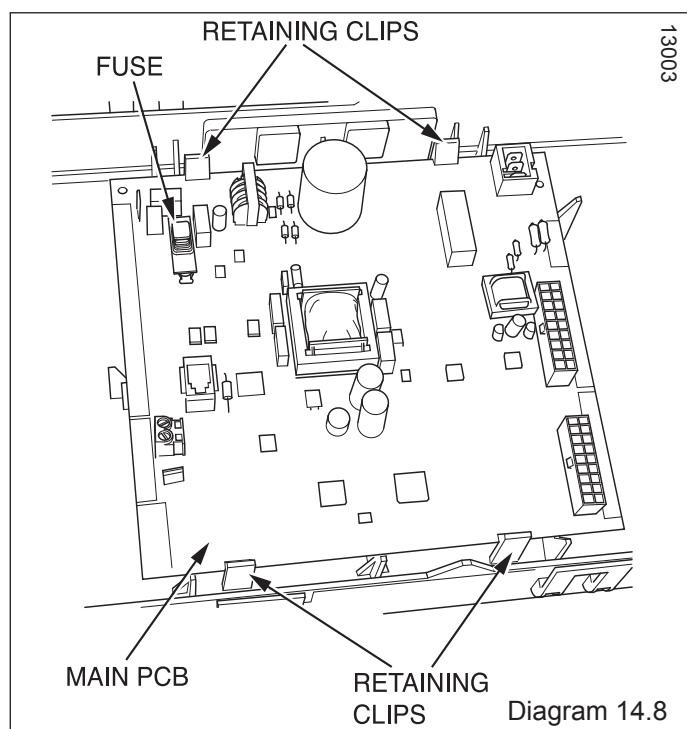 RETAINING CLIPS
13003
FUSE
MAIN PCB
RETAINING
CLIPS
Diagram 14.8